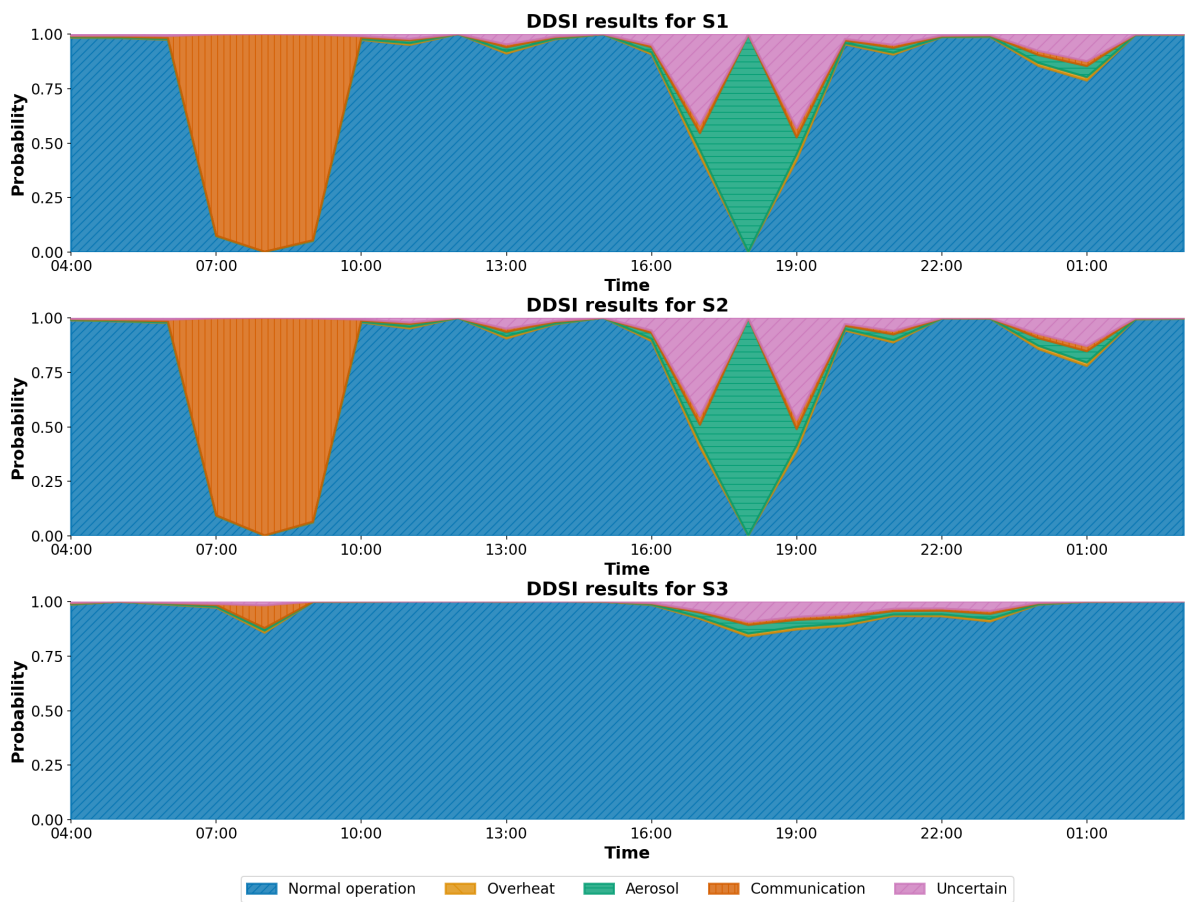 DDSI results for S1
Probability
1.00
0.75
0.50
0.25
0.00
04:00 07:00 10:00 13:00 16:00 19:00 22:00 01:00
Time
DDSI results for S2
Probability
1.00
0.75
0.50
0.25
0.00
04:00 07:00 10:00 13:00 16:00 19:00 22:00 01:00
Time
DDSI results for S3
Probability
1.00
0.75
0.50
0.25
0.00
04:00 07:00 10:00 13:00 16:00 19:00 22:00 01:00
Time
Normal operation Overheat Aerosol Communication Uncertain